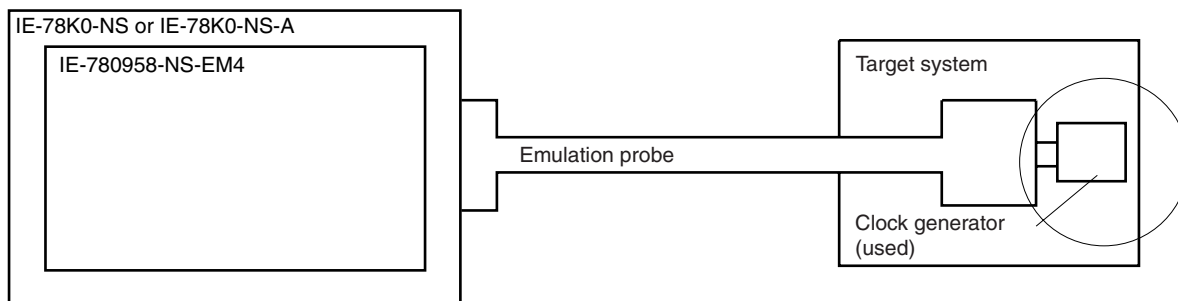 IE-78K0-NS or IE-78K0-NS-A
IE-780958-NS-EM4
Target system
Emulation probe
Clock generator
(used)